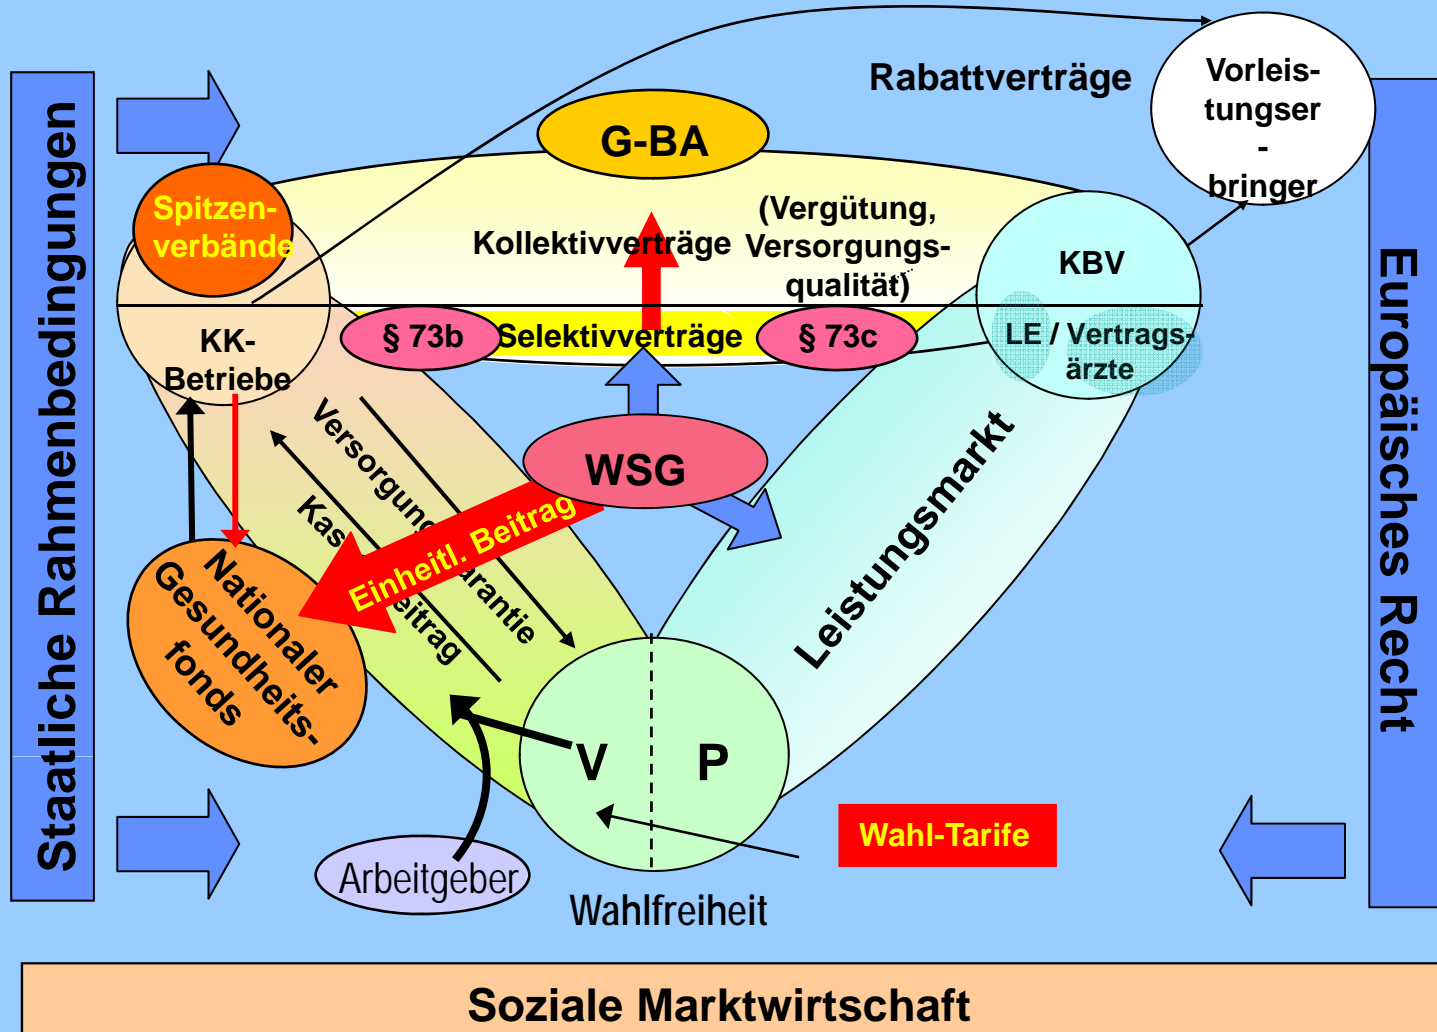 Staatliche Rahmenbedingungen
Rabattverträge
Vorleis-
tungser
-
bringer
G-BA
Spitzen-
verbände
Kollektivverträge
(Vergütung,
Versorgungs-
qualität)
KBV
KK-
Betriebe
§ 73b
Selektivverträge
§ 73c
LE / Vertrags-
ärzte
WSG
Einheitl. Beitrag
Leistungsmarkt
Nationaler
Gesundheits-
fonds
V
P
Wahl-Tarife
Arbeitgeber
Wahlfreiheit
Europäisches Recht
Soziale Marktwirtschaft